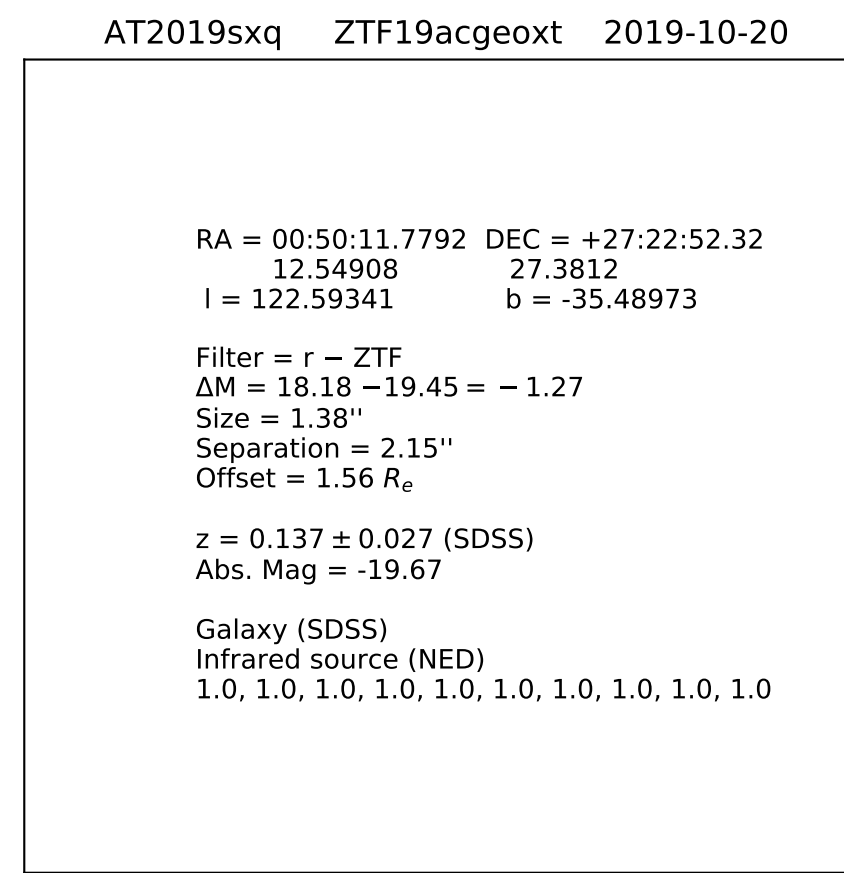 AT2019sxq ZTF19acgeoxt 2019-10-20
RA = 00:50:11.7792 DEC = +27:22:52.32
12.54908 27.3812
l = 122.59341 b = -35.48973
Filter = r − ZTF
ΔM = 18.18 −19.45 = − 1.27
Size = 1.38''
Separation = 2.15''
Offset = 1.56 Re
z = 0.137 ± 0.027 (SDSS)
Abs. Mag = -19.67
Galaxy (SDSS)
Infrared source (NED)
1.0, 1.0, 1.0, 1.0, 1.0, 1.0, 1.0, 1.0, 1.0, 1.0